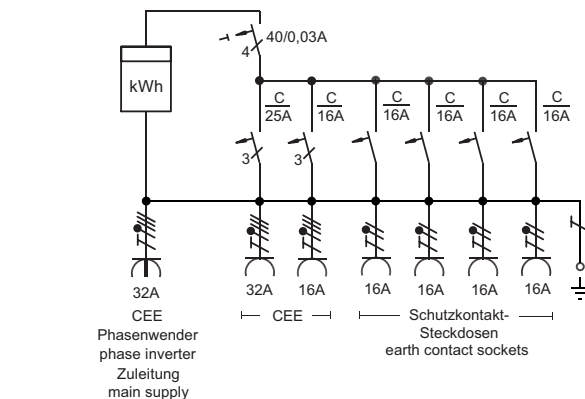 40/0,03A
4
kWh
C
25A
C
16A
C
16A
C
16A
C
16A
C
16A
3
3
32A
32A
16A
16A
16A
16A
16A
CEE
Phasenwender
phase inverter
Zuleitung
main supply
CEE
Schutzkontakt-
Steckdosen
earth contact sockets